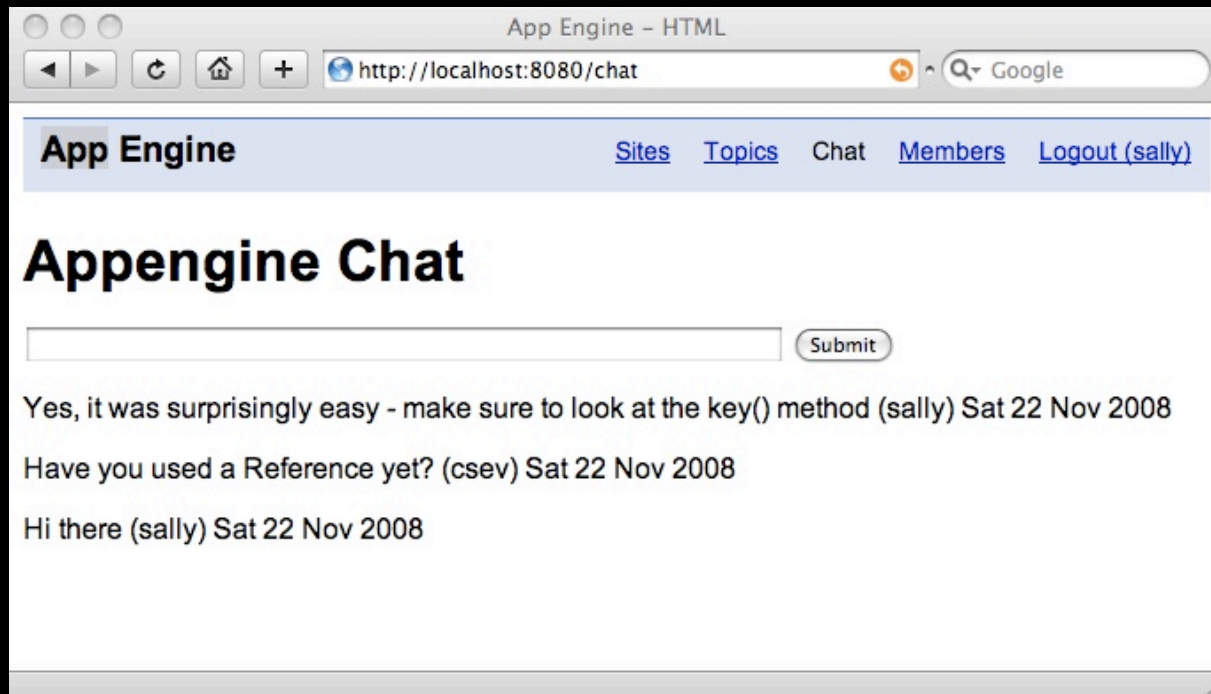 App Engine – HTML
http://localhost:8080/chat
Google
App Engine
Sites Topics Chat Members Logout (sally)
Appengine Chat
Submit
Yes, it was surprisingly easy - make sure to look at the key() method (sally) Sat 22 Nov 2008
Have you used a Reference yet? (csev) Sat 22 Nov 2008
Hi there (sally) Sat 22 Nov 2008